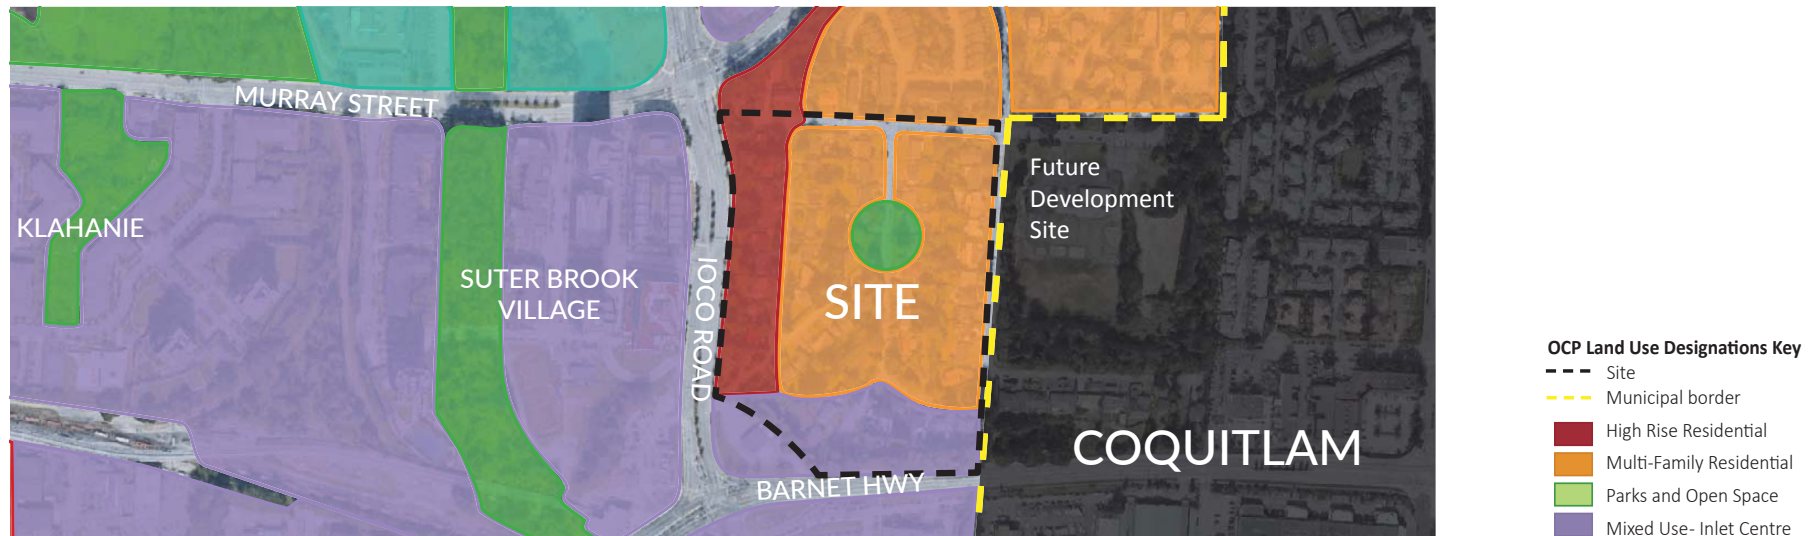 MURRAY STREET
KLAHANIE
SUTER BROOK
VILLAGE
IOCO ROAD
SITE
Future
Development
Site
COQUITLAM
BARNET HWY
OCP Land Use Designations Key
Site
Municipal border
High Rise Residential
Multi-Family Residential
Parks and Open Space
Mixed Use- Inlet Centre